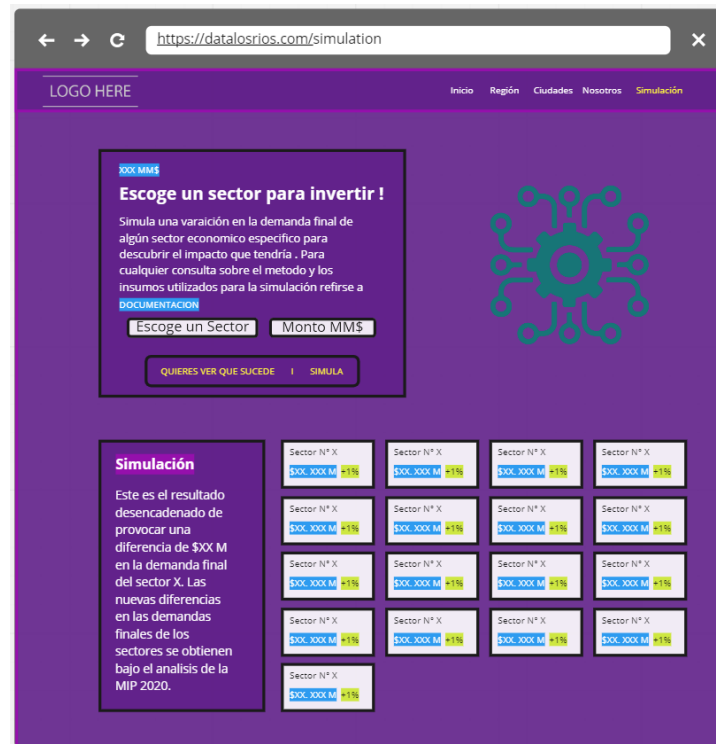 https://datalosrios.com/simulation
LOGO HERE
Inicio Región Ciudades Nosotros Simulación
XXX MM$
Escoge un sector para invertir !
Simula una varaición en la demanda final de
algún sector economico especifico para
descubrir el impacto que
tendría . Para
cualquier consulta sobre el metodo y los
insumos utilizados para la simulación refirse a
DOCUMENTACION
Escoge un Sector Monto MM$
QUIERES VER QUE SUCEDE I SIMULA
Simulación
Este es el resultado
desencadenado de
provocar una
diferencia de $XX M
en la demanda final
del sector X. Las
nuevas diferencias
en las demandas
finales de los
sectores se obtienen
bajo el analisis de la
MIP 2020.
Sector N° X Sector N° X Sector N° X Sector N° X
$XX. XXX M +1% $XX. XXX M +1% $XX. XXX M +1% $XX. XXX M +1%
Sector N° X Sector N° X Sector N° X Sector N° X
$XX. XXX M +1% $XX. XXX M +1% $XX. XXX M +1% $XX. XXX M +1%
Sector N° X Sector N° X Sector N° X Sector N° X
$XX. XXX M +1% $XX. XXX M +1% $XX. XXX M +1% $XX. XXX M +1%
Sector N° X Sector N° X Sector N° X Sector N° X
$XX. XXX M +1% $XX. XXX M +1% $XX. XXX M +1% $XX. XXX M +1%
Sector N° X
$XX. XXX M +1%